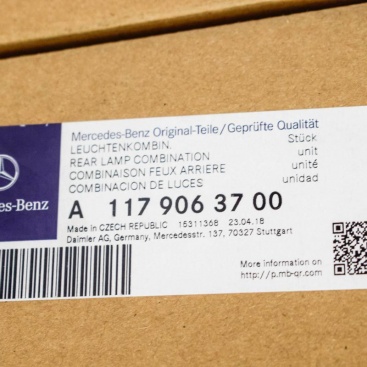 Mercedes-Benz Original-Teile/Geprüfte Qualität
LEUCHTENKOMBIN. Stück
REAR LAMP COMBINATION unit
COMBINAISON FEUX ARRIERE unité
COMBINACION DE LUCES unidad
es-Benz
A 117 906 37 00
Made in CZECH REPUBLIC 15311368 23.04.18
Daimler AG, Germany, Mercedesstr. 137, 70327 Stuttgart
More information on
http://p.mb-qr.com